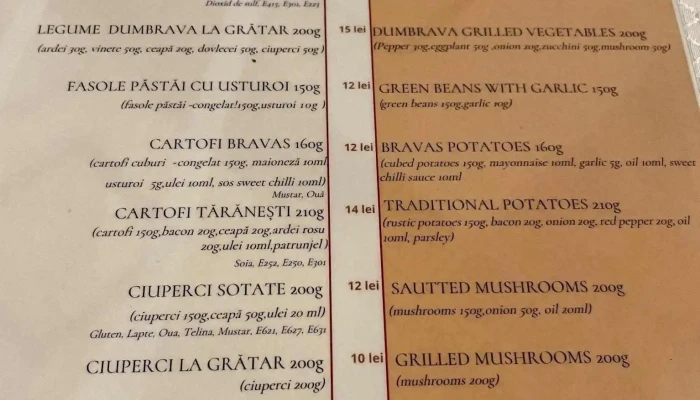 Dioxid de sulf, E415, E301, E223
LEGUME DUMBRAVA LA GRĂTAR 200g
(ardei 30g, vinete 50g, ceapă 20g, dovlecei 50g, ciuperci 50g )
15 lei
DUMBRAVA GRILLED VEGETABLES 200g
(Pepper 30g,eggplant 50g ,onion 20g,zucchini 50g,mushroom 50g)
FASOLE PĂSTĂI CU USTUROI 150g
(fasole păstăi -congelat!150g,usturoi 10g )
12 lei
GREEN BEANS WITH GARLIC 150g
(green beans 150g,garlic 10g)
CARTOFI BRAVAS 160g
(cartofi cuburi -congelat 150g, maioneză 10ml
usturoi 5g,ulei 10ml, sos sweet chilli 10ml)
Mustar, Ouă
12 lei
BRAVAS POTATOES 160g
(cubed potatoes 150g, mayonnaise 10ml, garlic 5g, oil 10ml, sweet
chilli sauce 10ml
CARTOFI TĂRĂNEȘTI 210g
(cartofi 150g,bacon 20g,ceapă 20g,ardei rosu
20g,ulei 10ml,patrunjel )
Soia, E252, E250, E301
14 lei
TRADITIONAL POTATOES 210g
(rustic potatoes 150g, bacon 20g, onion 20g, red pepper 20g, oil
10ml, parsley)
CIUPERCI SOTATE 200g
(ciuperci 150g,ceapă 50g,ulei 20 ml)
Gluten, Lapte, Oua, Telina, Mustar, E621, E627, E631
12 lei
SAUTTED MUSHROOMS 200g
(mushrooms 150g,onion 50g, oil 20ml)
CIUPERCI LA GRĂTAR 200g
(ciuperci 200g)
10 lei
GRILLED MUSHROOMS 200g
(mushrooms 200g)